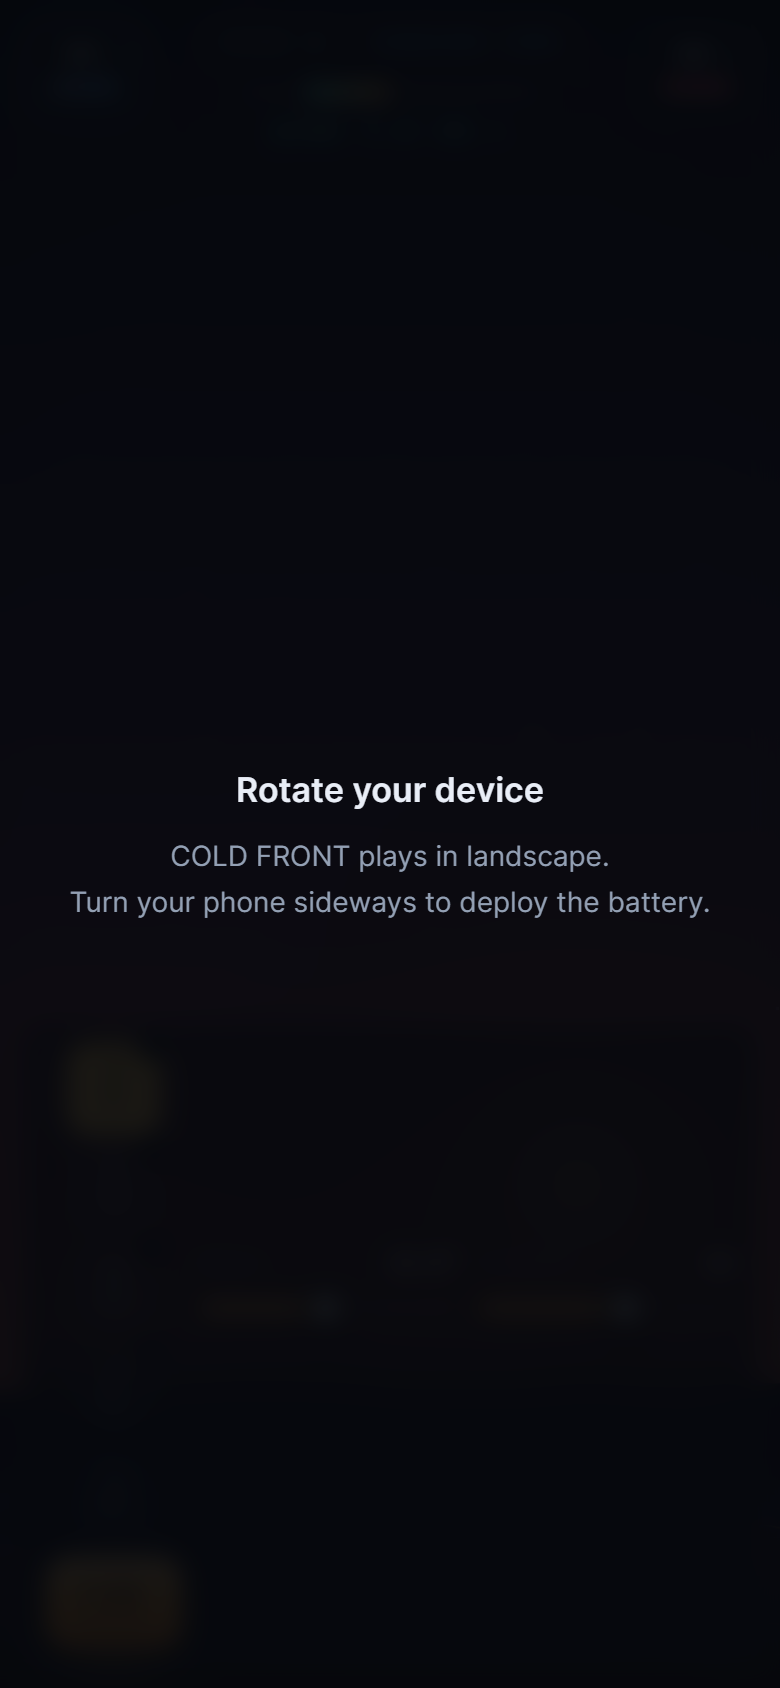 Rotate your device
COLD FRONT plays in landscape.
Turn your phone sideways to deploy the battery.